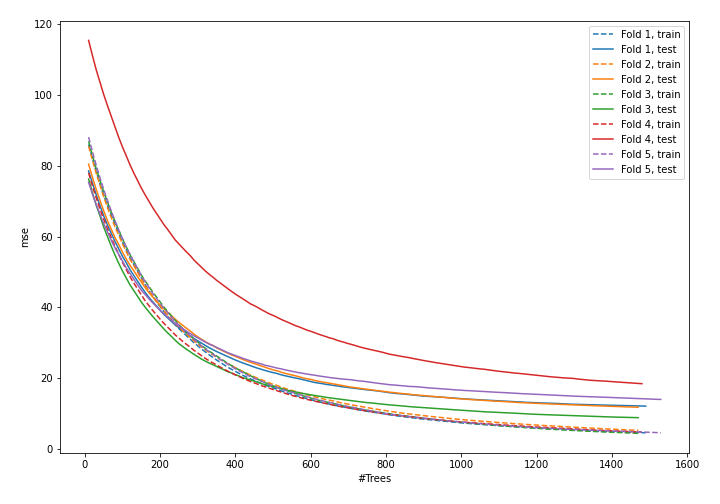 120
100
80
60
40
20
0
mse
0 200 400 600 800 1000 1200 1400 1600
#Trees
Fold 1, train
Fold 1, test
Fold 2, train
Fold 2, test
Fold 3, train
Fold 3, test
Fold 4, train
Fold 4, test
Fold 5, train
Fold 5, test